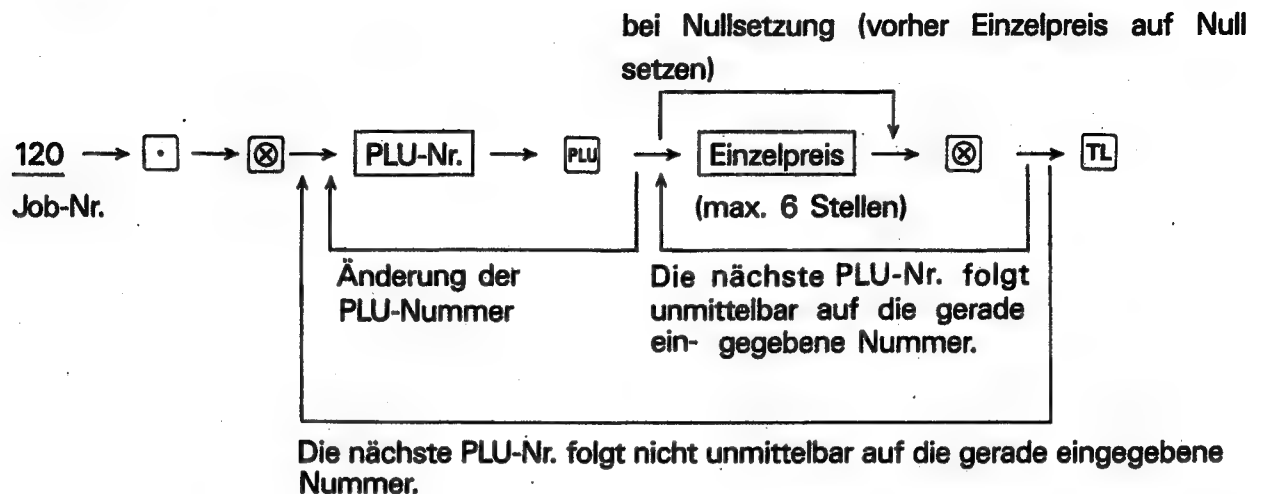 bei Nullsetzung (vorher Einzelpreis auf Null
setzen)
120 → [·] → [⊗] → PLU-Nr. → PLU → Einzelpreis → [⊗] → TL
Job-Nr.
(max. 6 Stellen)
Änderung der
PLU-Nummer
Die nächste PLU-Nr. folgt
unmittelbar auf die gerade
ein- gegebene Nummer.
Die nächste PLU-Nr. folgt nicht unmittelbar auf die gerade eingegebene
Nummer.